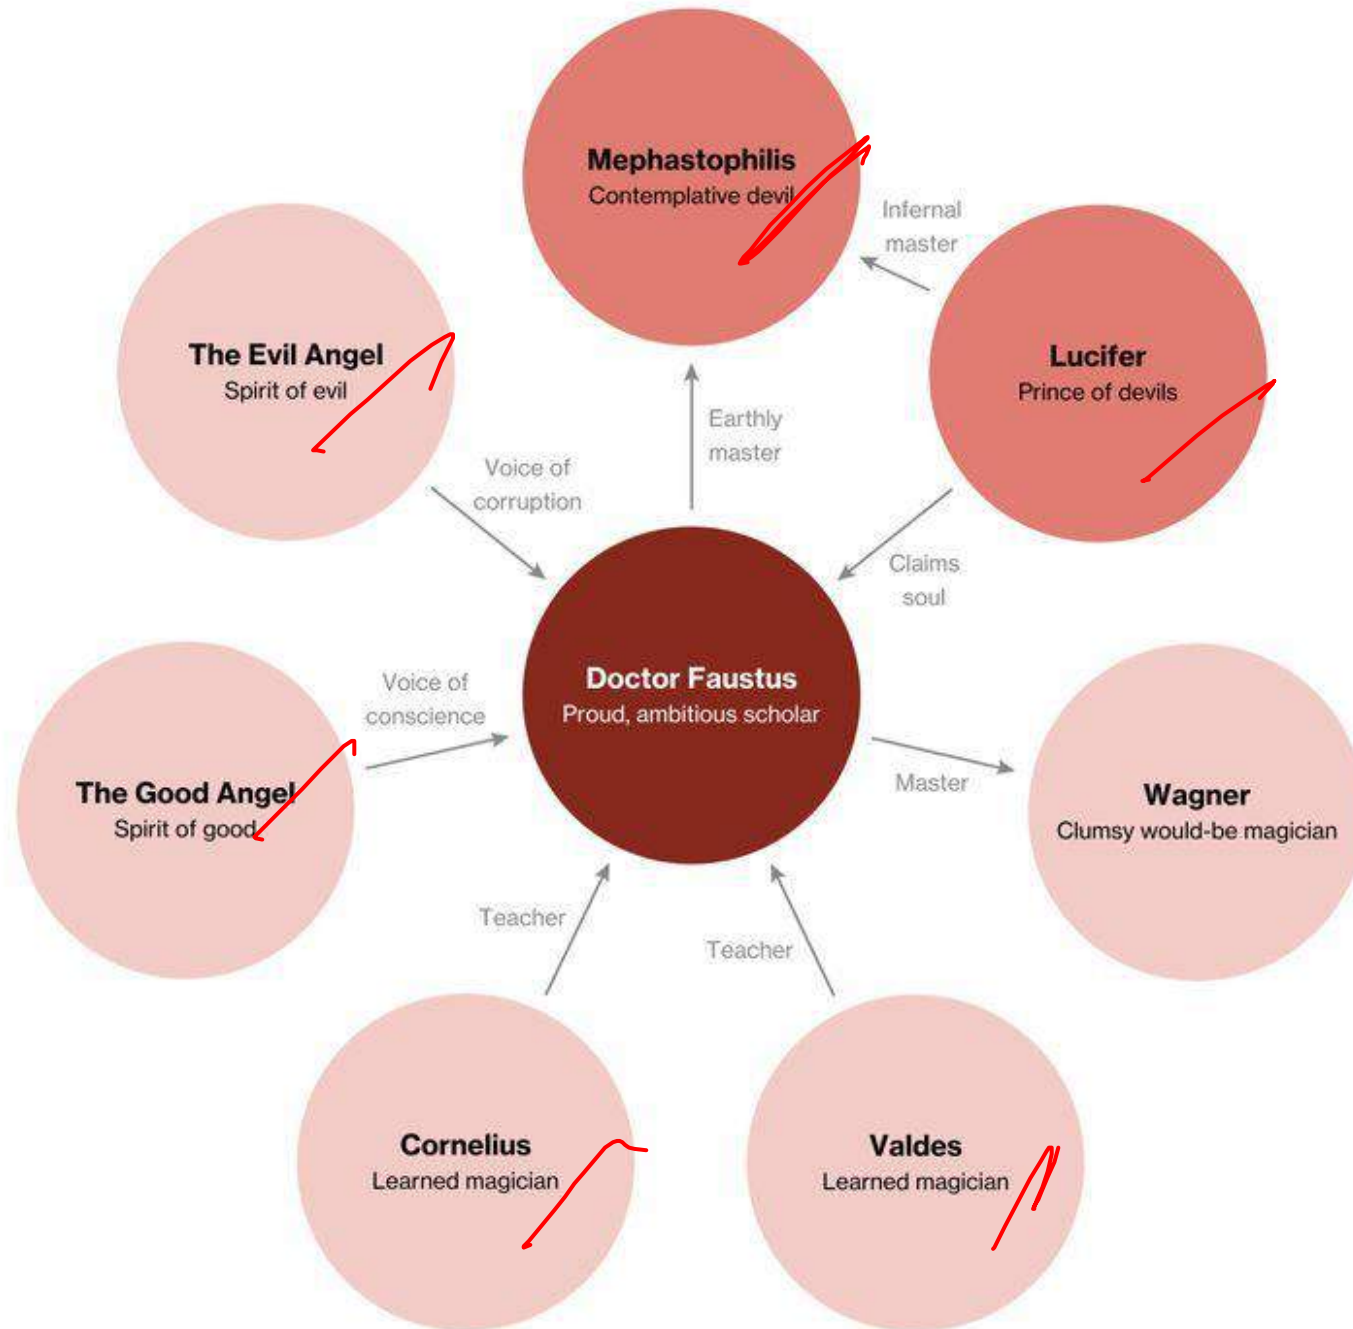 Mephastophilis
Contemplative devil
Infernal
master
The Evil Angel
Spirit of evil
Lucifer
Prince of devils
Earthly
master
Voice of
corruption
Claims
soul
Doctor Faustus
Proud, ambitious scholar
Voice of
conscience
The Good Angel
Spirit of good
Master
Wagner
Clumsy would-be magician
Teacher
Teacher
Cornelius
Learned magician
Valdes
Learned magician